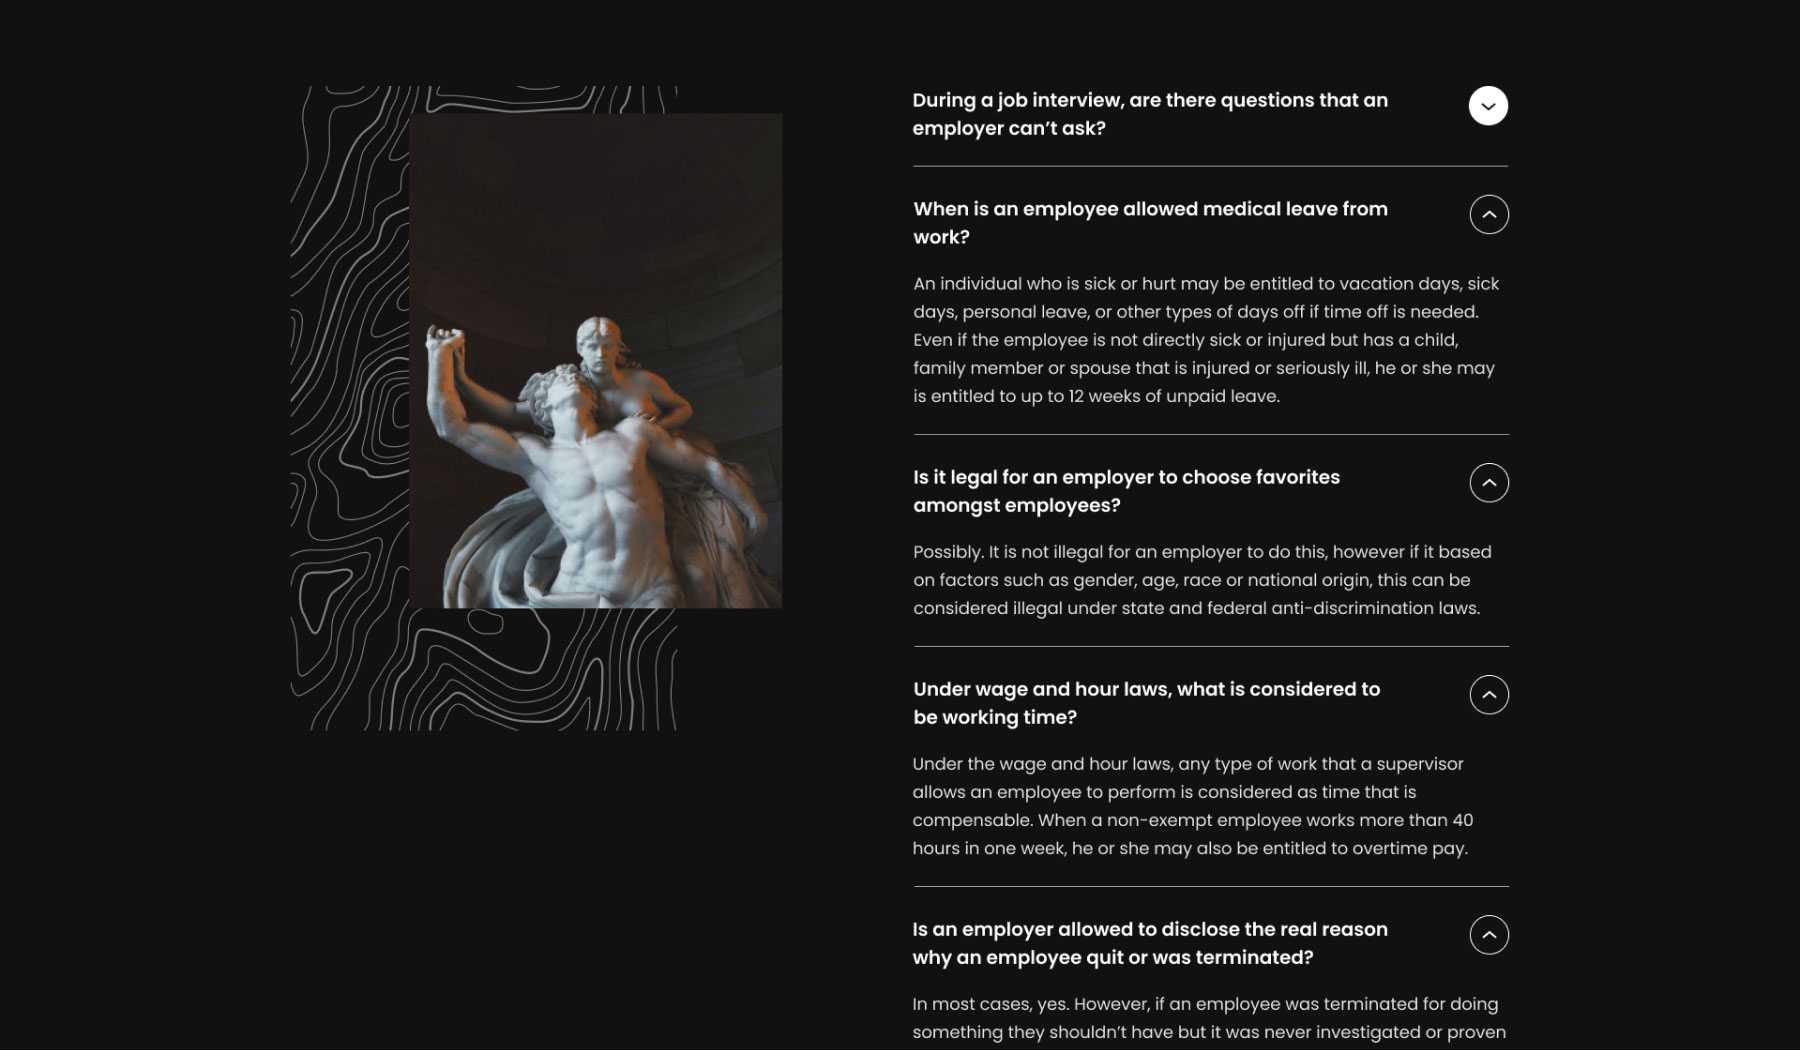 During a job interview, are there questions that an
employer can’t ask?
When is an employee allowed medical leave from
work?
An individual who is sick or hurt may be entitled to vacation days, sick
days, personal leave, or other types of days off if time off is needed.
Even if the employee is not directly sick or injured but has a child,
family member or spouse that is injured or seriously ill, he or she may
is entitled to up to 12 weeks of unpaid leave.
Is it legal for an employer to choose favorites
amongst employees?
Possibly. It is not illegal for an employer to do this, however if it based
on factors such as gender, age, race or national origin, this can be
considered illegal under state and federal anti-discrimination laws.
Under wage and hour laws, what is considered to
be working time?
Under the wage and hour laws, any type of work that a supervisor
allows an employee to perform is considered as time that is
compensable. When a non-exempt employee works more than 40
hours in one week, he or she may also be entitled to overtime pay.
Is an employer allowed to disclose the real reason
why an employee quit or was terminated?
In most cases, yes. However, if an employee was terminated for doing
something they shouldn’t have but it was never investigated or proven